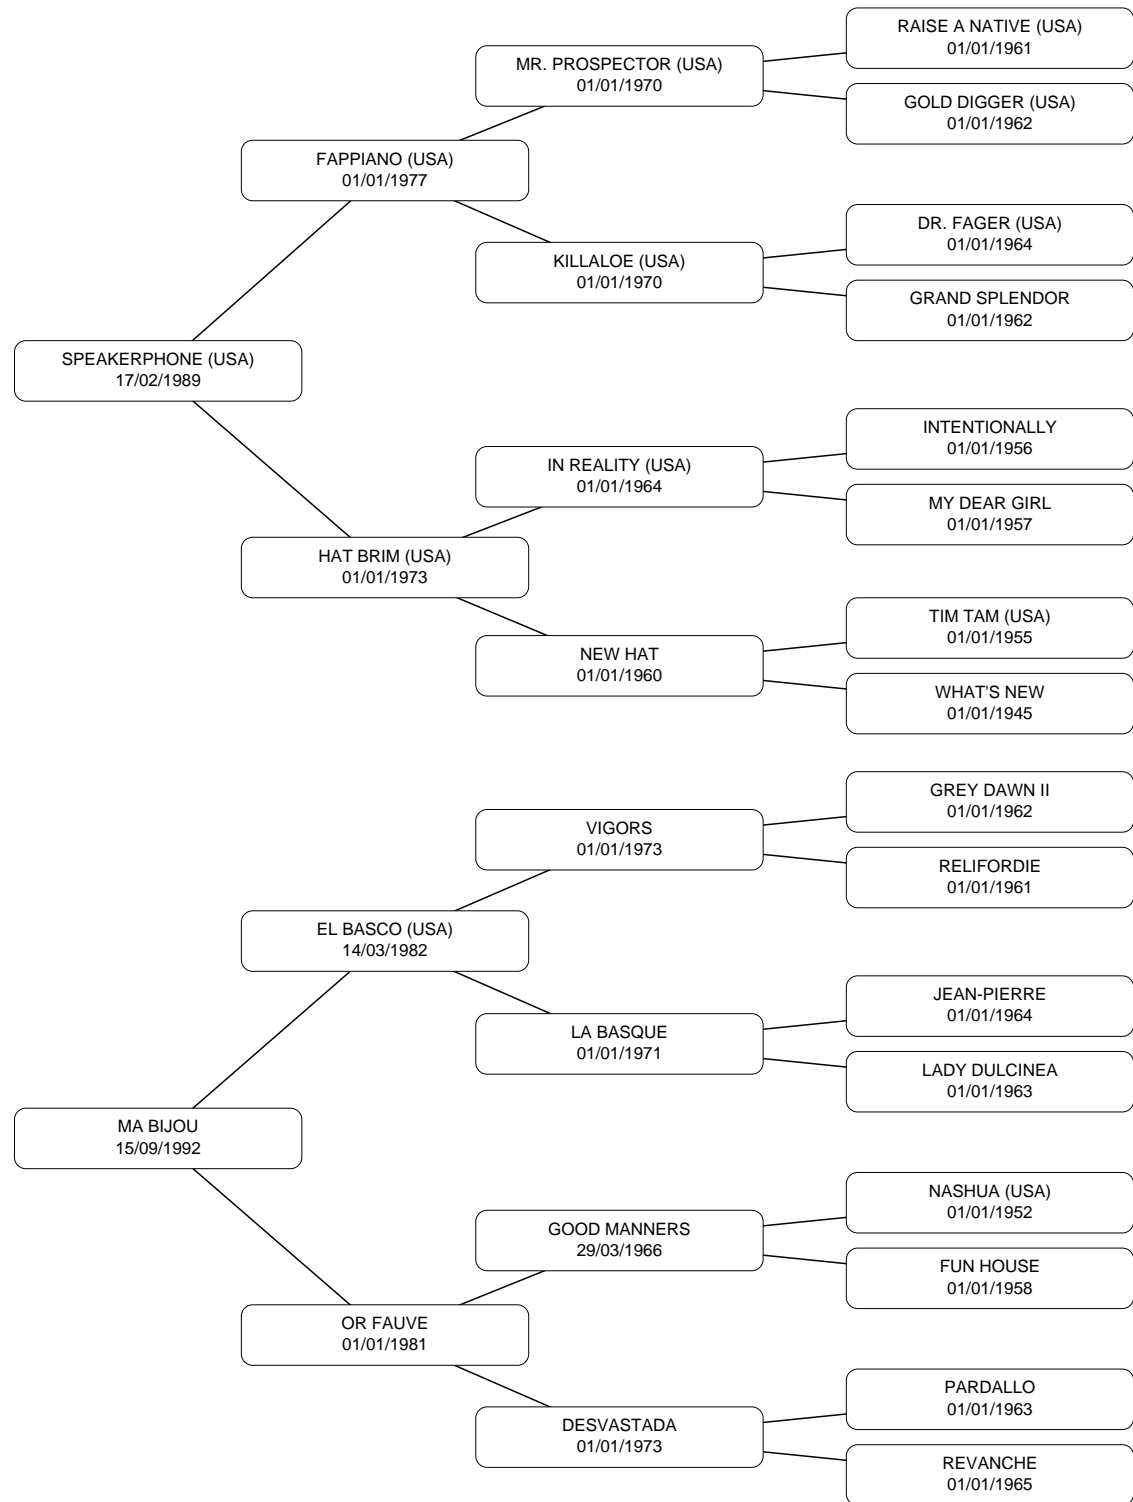 RAISE A NATIVE (USA)
01/01/1961
MR. PROSPECTOR (USA)
01/01/1970
GOLD DIGGER (USA)
01/01/1962
FAPPIANO (USA)
01/01/1977
DR. FAGER (USA)
01/01/1964
KILLALOE (USA)
01/01/1970
GRAND SPLENDOR
01/01/1962
SPEAKERPHONE (USA)
17/02/1989
INTENTIONALLY
01/01/1956
IN REALITY (USA)
01/01/1964
MY DEAR GIRL
01/01/1957
HAT BRIM (USA)
01/01/1973
TIM TAM (USA)
01/01/1955
NEW HAT
01/01/1960
WHAT'S NEW
01/01/1945
GREY DAWN II
01/01/1962
VIGORS
01/01/1973
RELIFORDIE
01/01/1961
EL BASCO (USA)
14/03/1982
JEAN-PIERRE
01/01/1964
LA BASQUE
01/01/1971
LADY DULCINEA
01/01/1963
MA BIJOU
15/09/1992
NASHUA (USA)
01/01/1952
GOOD MANNERS
29/03/1966
FUN HOUSE
01/01/1958
OR FAUVE
01/01/1981
PARDALLO
01/01/1963
DESVASTADA
01/01/1973
REVANCHE
01/01/1965